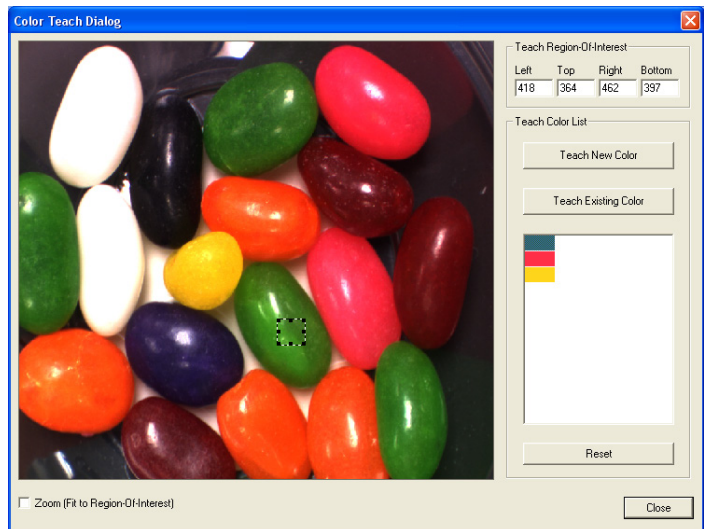 Color Teach Dialog
Teach Region-Of-Interest
Left Top Right Bottom
418 364 462 397
Teach Color List
Teach New Color
Teach Existing Color
Reset
Zoom (Fit to Region-Of-Interest)
Close